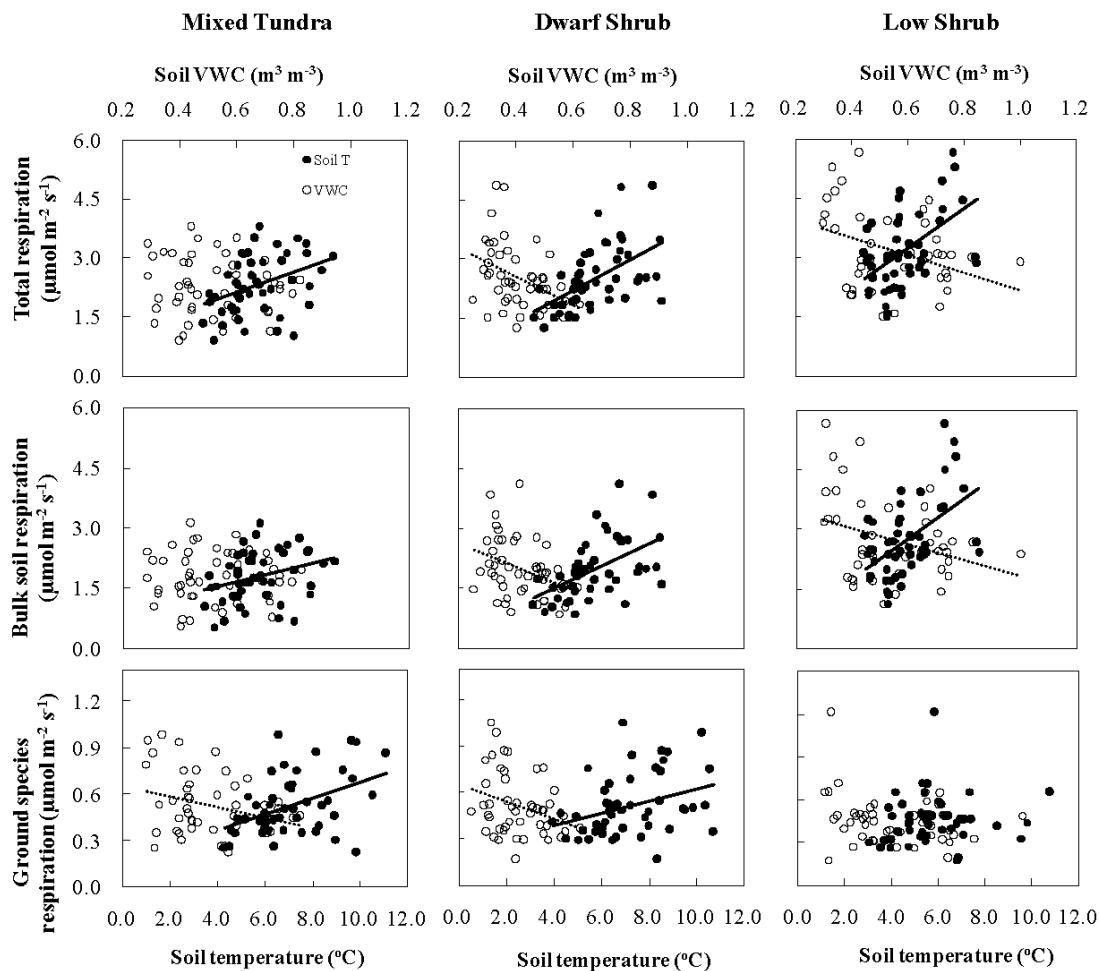 Mixed Tundra Dwarf Shrub Low Shrub
Soil VWC (m³ m⁻³) Soil VWC (m³ m⁻³) Soil VWC (m³ m⁻³)
0.2 0.4 0.6 0.8 1.0 1.2 0.2 0.4 0.6 0.8 1.0 1.2 0.2 0.4 0.6 0.8 1.0 1.2
Total respiration
(µmol m⁻² s⁻¹)
6.0
4.5
3.0
1.5
0.0
Soil T
VWC
Bulk soil respiration
(µmol m⁻² s⁻¹)
6.0
4.5
3.0
1.5
0.0
Ground species
respiration (µmol m⁻² s⁻¹)
1.2
0.9
0.6
0.3
0.0
0.0 2.0 4.0 6.0 8.0 10.0 12.0 0.0 2.0 4.0 6.0 8.0 10.0 12.0 0.0 2.0 4.0 6.0 8.0 10.0 12.0
Soil temperature (ºC) Soil temperature (ºC) Soil temperature (ºC)